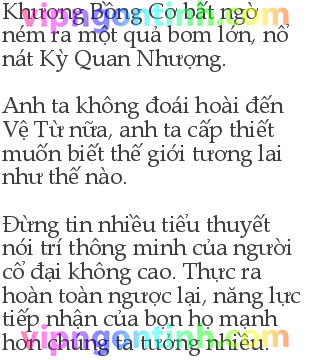 Khương Bồng Cơ bất ngờ
vipngontinh.com
ném ra một quả bom lớn, nổ
nát Kỳ Quan Nhượng.
Anh ta không đoái hoài đến
Vệ Từ nữa, anh ta cấp thiết
muốn biết thế giới tương lai
như thế nào.
Đừng tin nhiều tiểu thuyết
nói trí thông minh của người
cổ đại không cao. Thực ra
hoàn toàn ngược lại, năng lực
tiếp nhận của bọn họ mạnh
hơn chúng ta tưởng nhiều.
vipngontinh.com